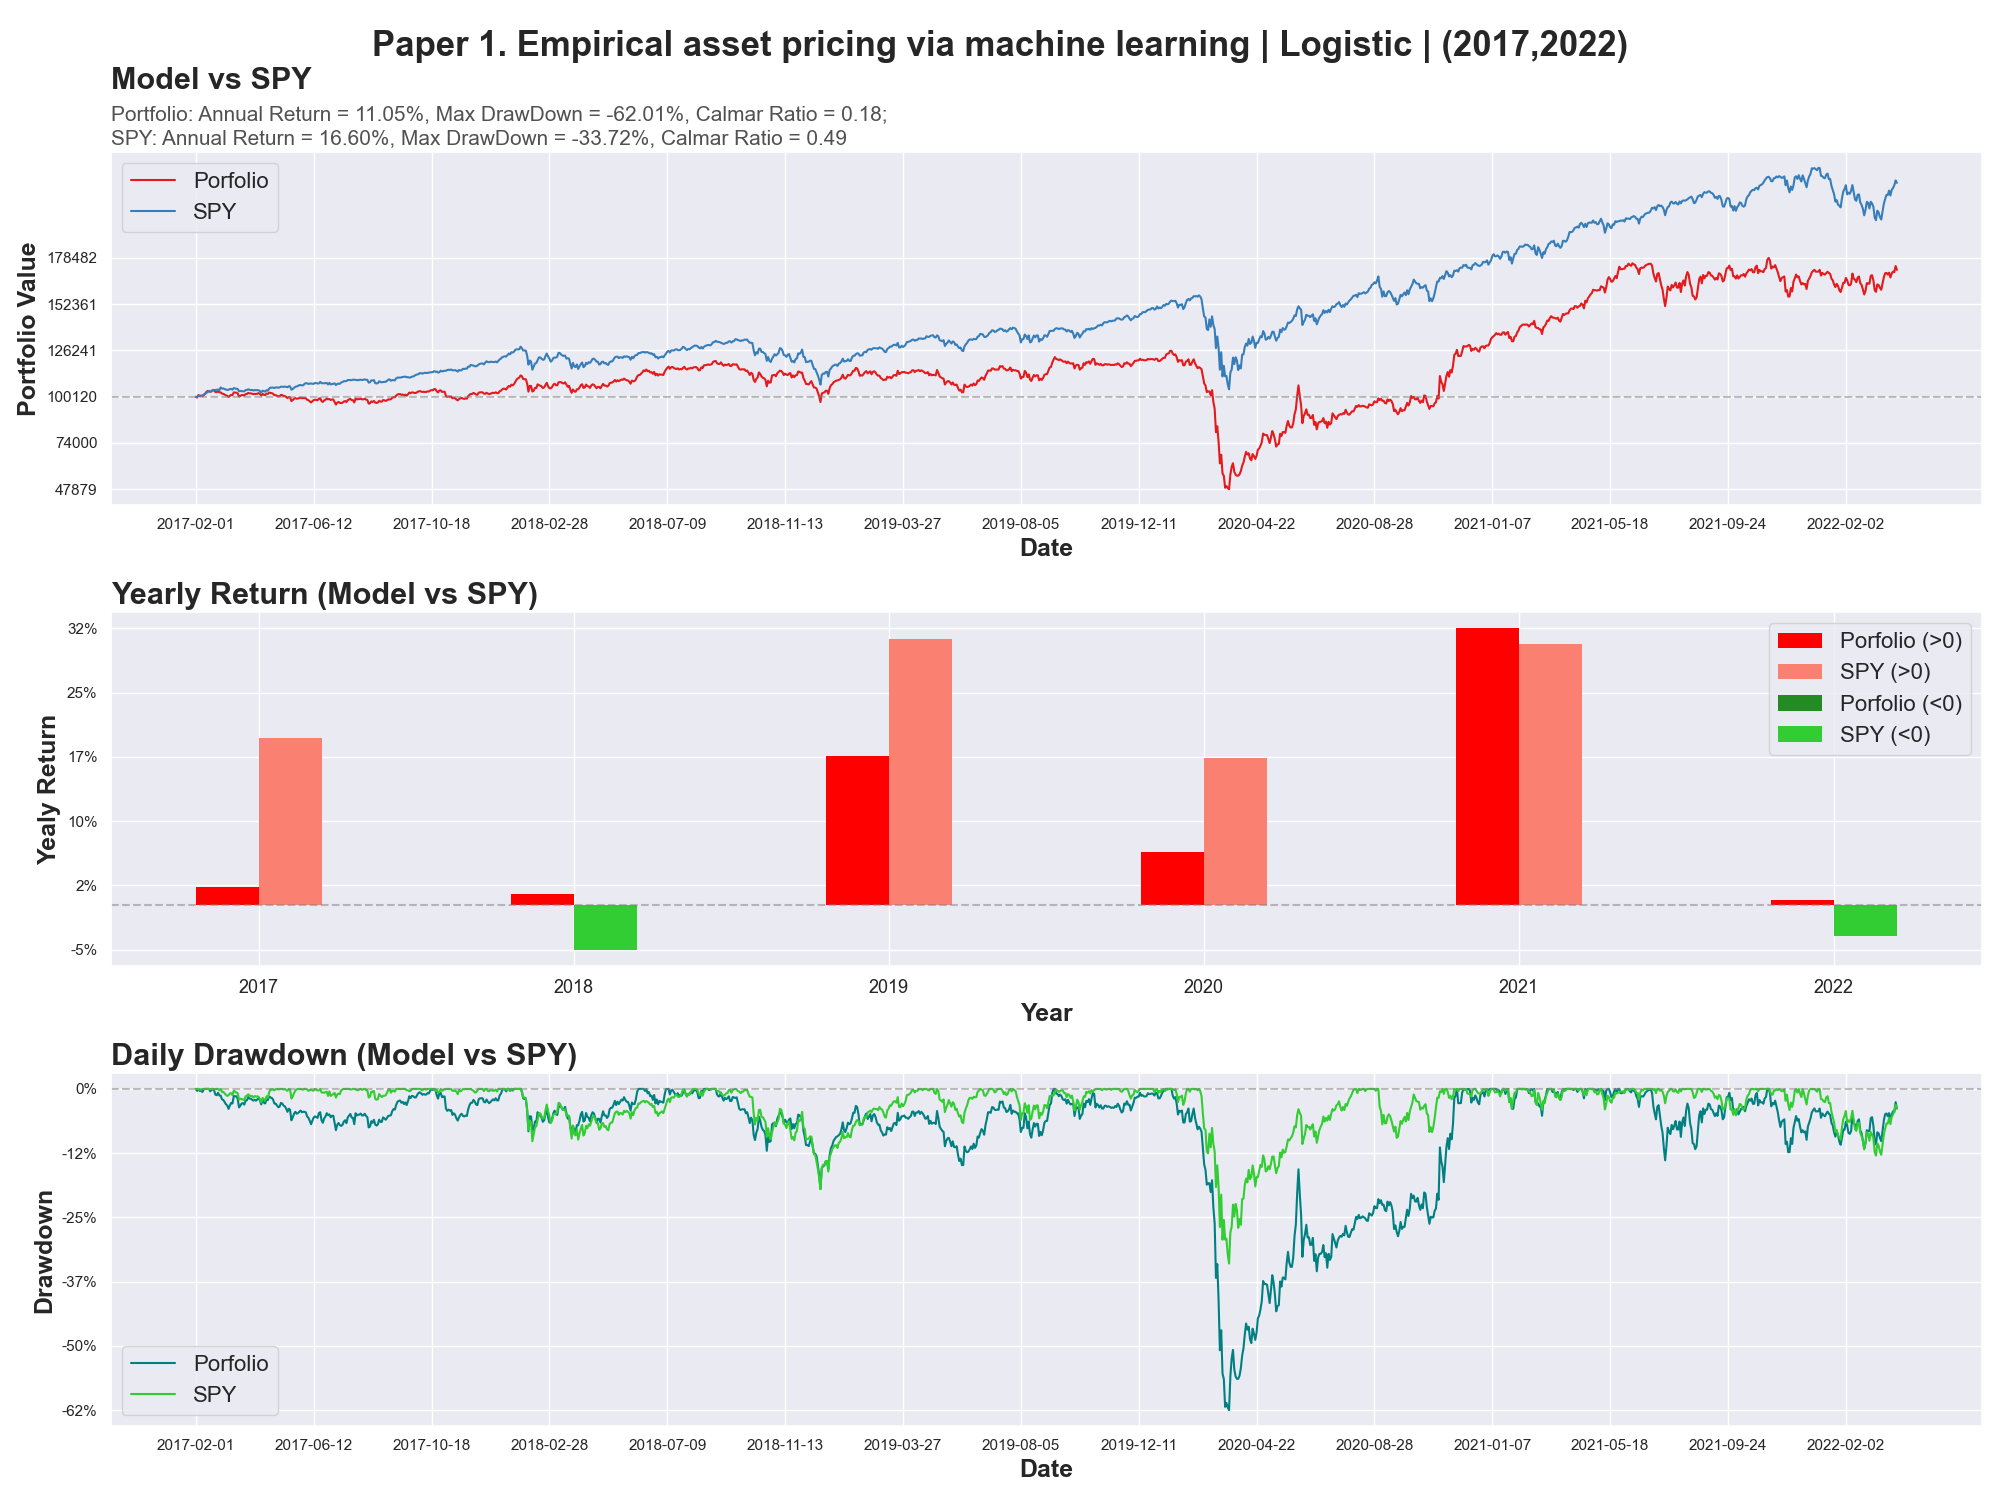 Paper 1. Empirical asset pricing via machine learning | Logistic | (2017,2022)
Model vs SPY
Portfolio: Annual Return = 11.05%, Max DrawDown = -62.01%, Calmar Ratio = 0.18;
SPY: Annual Return = 16.60%, Max DrawDown = -33.72%, Calmar Ratio = 0.49
Porfolio
SPY
Portfolio Value
178482
152361
126241
100120
74000
47879
2017-02-01 2017-06-12 2017-10-18 2018-02-28 2018-07-09 2018-11-13 2019-03-27 2019-08-05 2019-12-11 2020-04-22 2020-08-28 2021-01-07 2021-05-18 2021-09-24 2022-02-02
Date
Yearly Return (Model vs SPY)
Porfolio (>0)
SPY (>0)
Porfolio (<0)
SPY (<0)
Yealy Return
32%
25%
17%
10%
2%
-5%
2017 2018 2019 2020 2021 2022
Year
Daily Drawdown (Model vs SPY)
Drawdown
0%
-12%
-25%
-37%
-50%
-62%
Porfolio
SPY
2017-02-01 2017-06-12 2017-10-18 2018-02-28 2018-07-09 2018-11-13 2019-03-27 2019-08-05 2019-12-11 2020-04-22 2020-08-28 2021-01-07 2021-05-18 2021-09-24 2022-02-02
Date